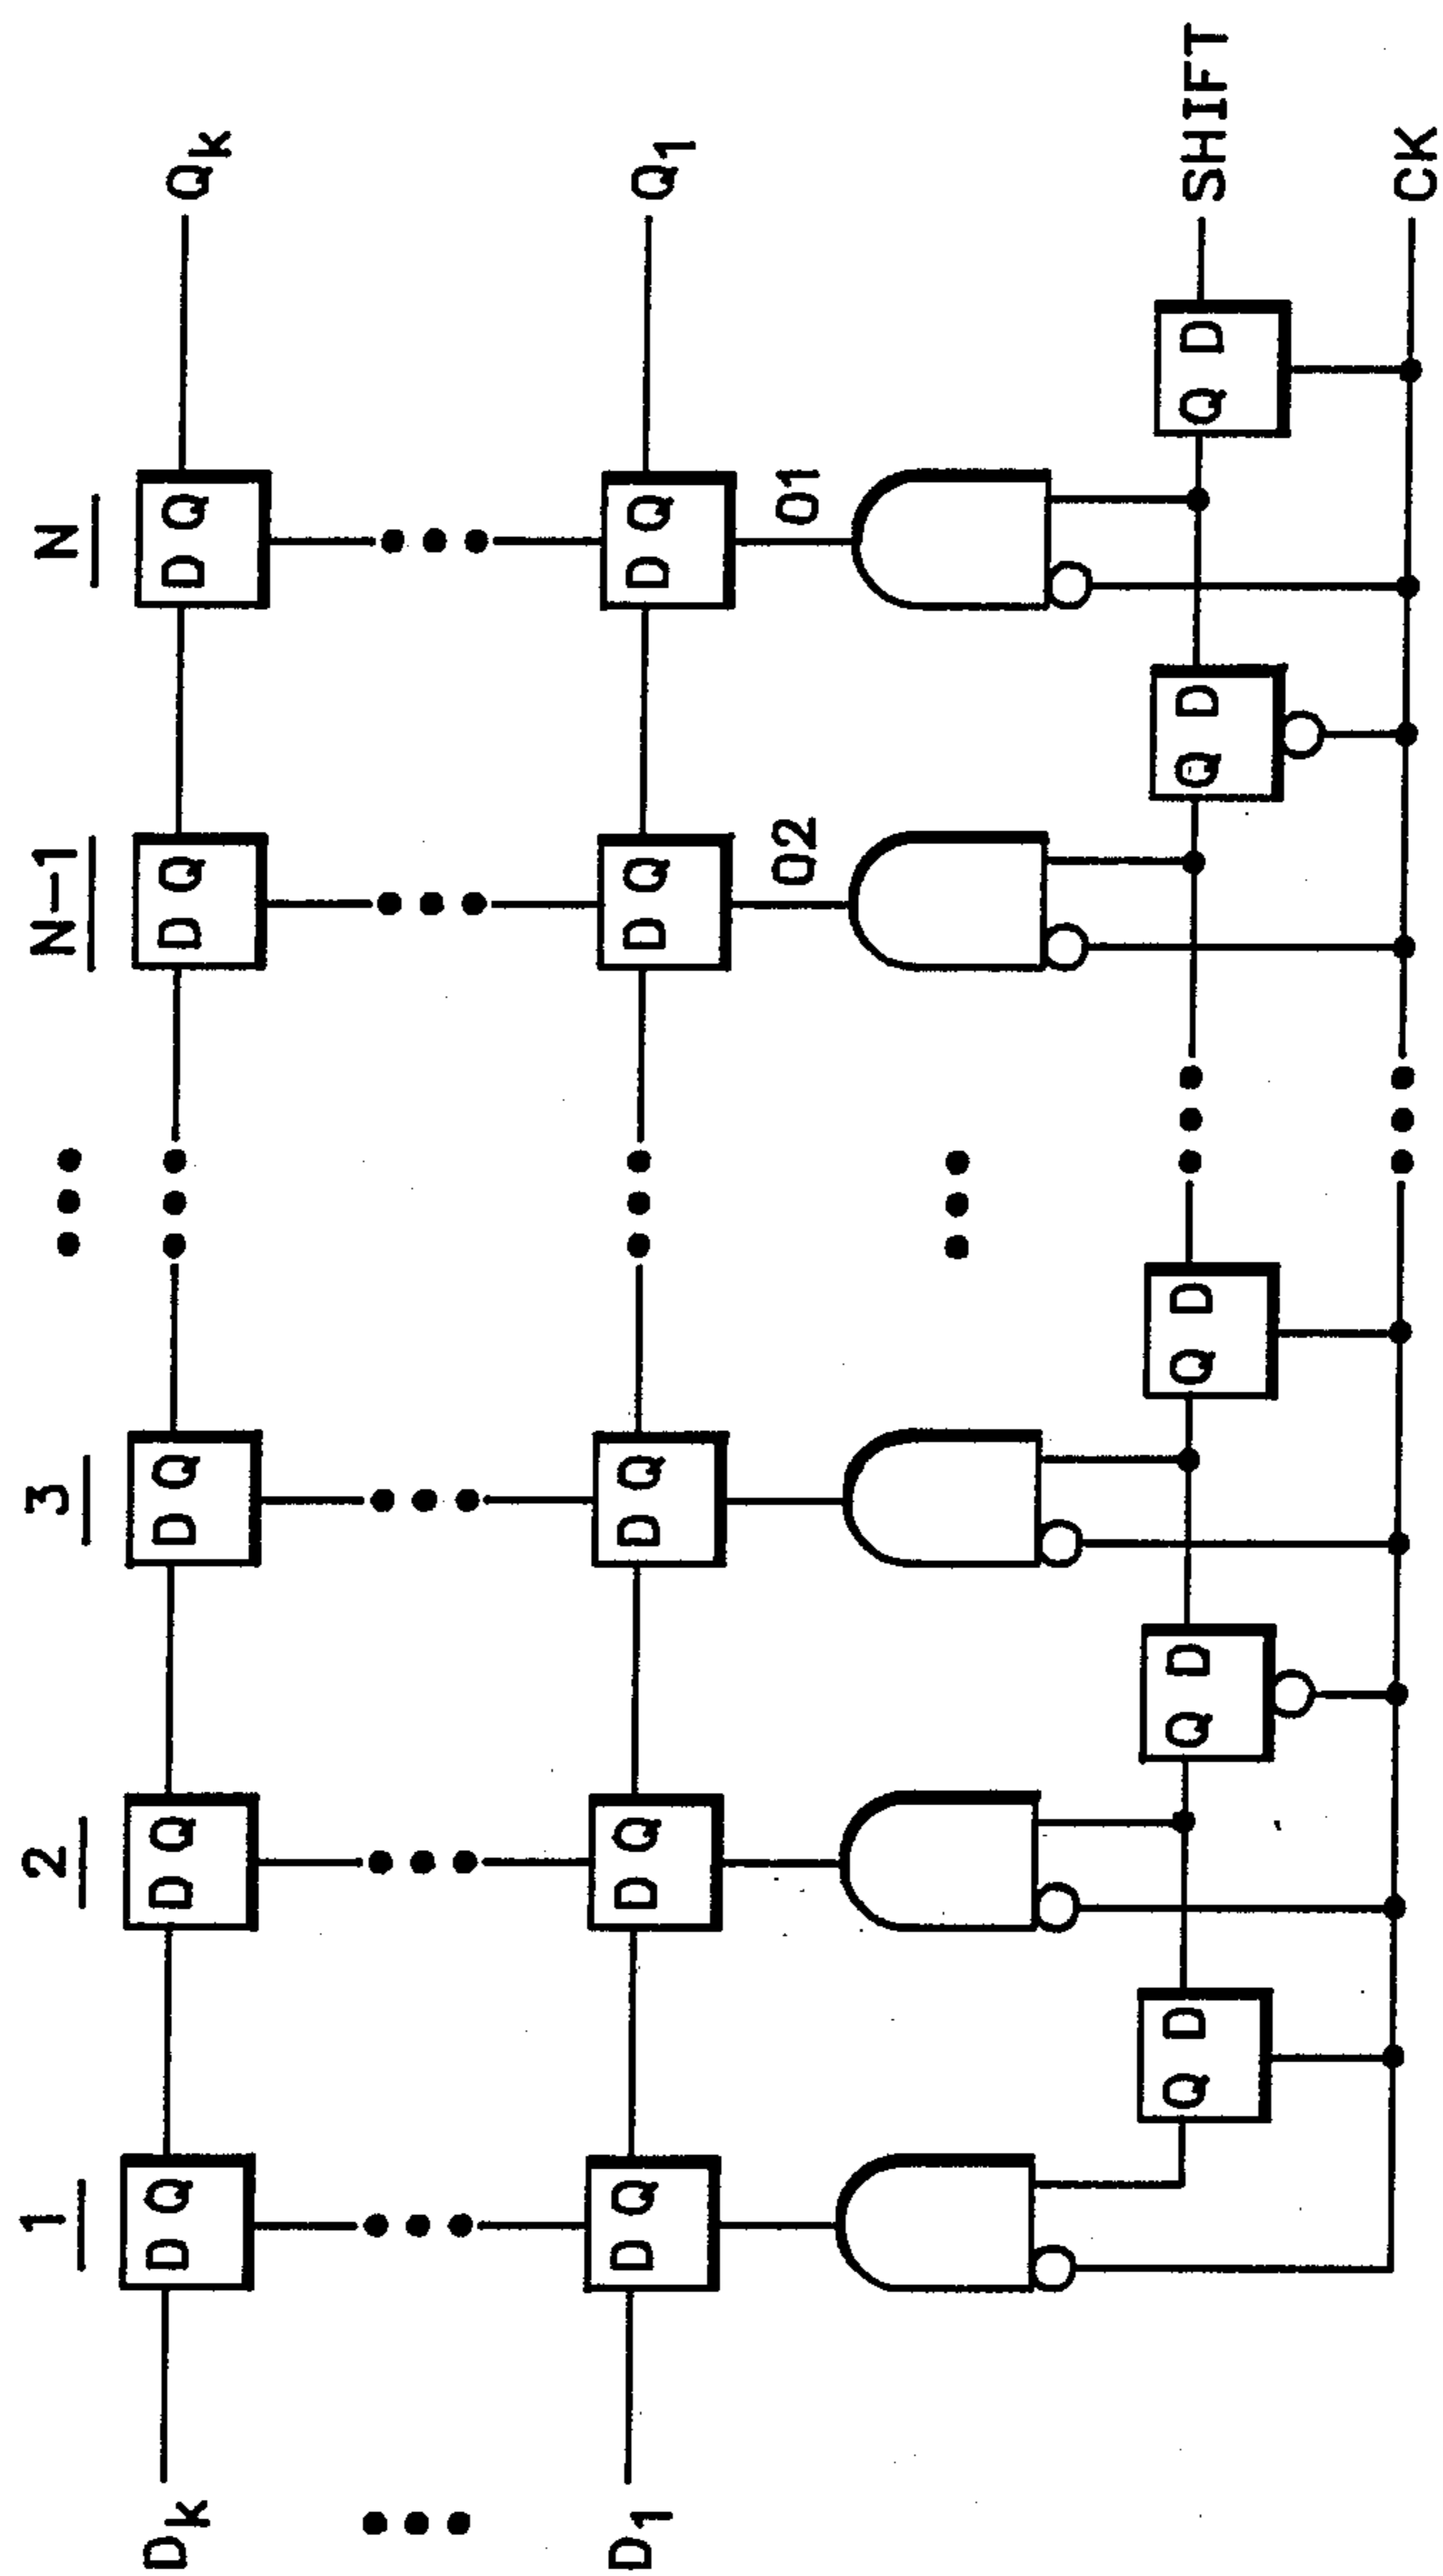 1 2 3 N-1 N
Dk D Q D Q D Q D Q D Q Qk
D1 D Q D Q D Q D Q D Q Q1
02 01
Q D Q D Q D Q D Q D SHIFT
CK